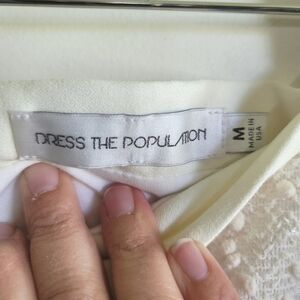 DRESS THE POPULATION
M
MADE IN
USA